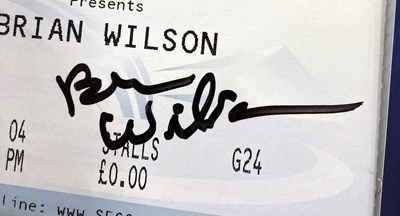 Presents
BRIAN WILSON
Brian Wilson
04 STALLS G24
PM £0.00
line: www.